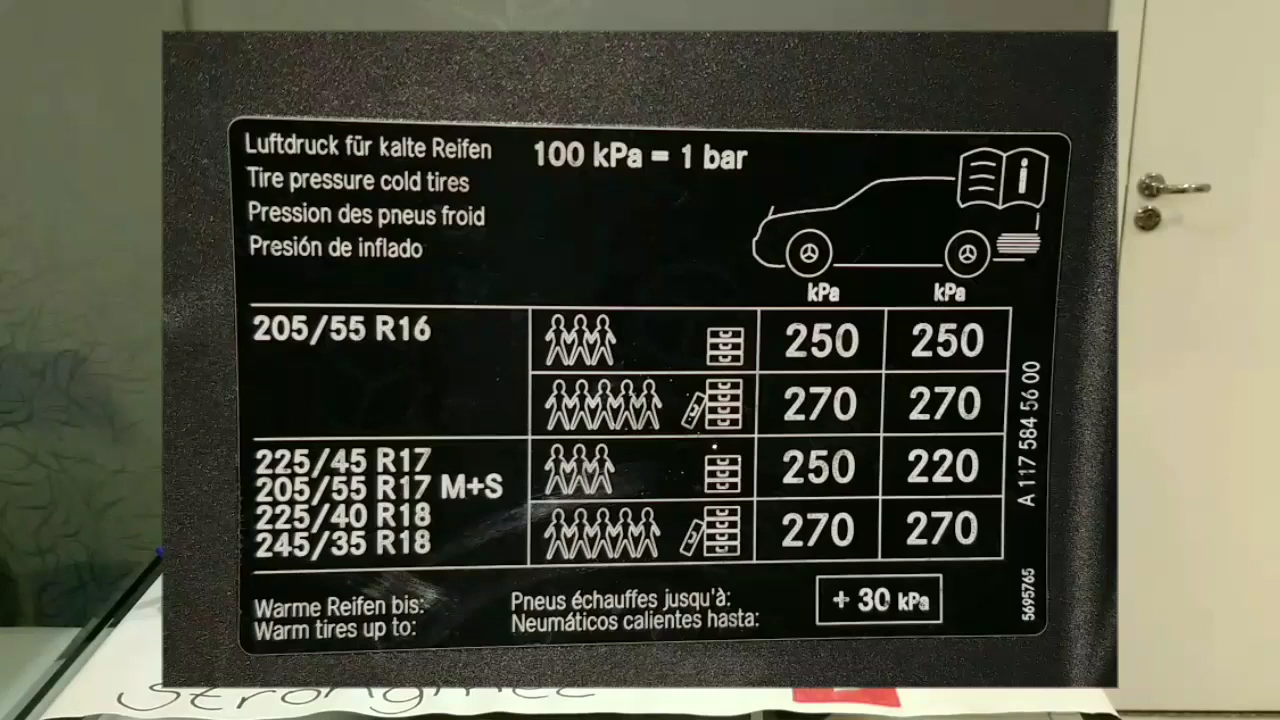 Luftdruck für kalte Reifen
Tire pressure cold tires
Pression des pneus froid
Presión de inflado
100 kPa = 1 bar
i
kPa kPa
205/55 R16 250 250
270 270
225/45 R17
205/55 R17 M+S
225/40 R18
245/35 R18
250 220
270 270
Warme Reifen bis:
Warm tires up to:
Pneus échauffes jusqu'à:
Neumáticos calientes hasta:
+ 30 kPa
A 117 584 56 00
5695765